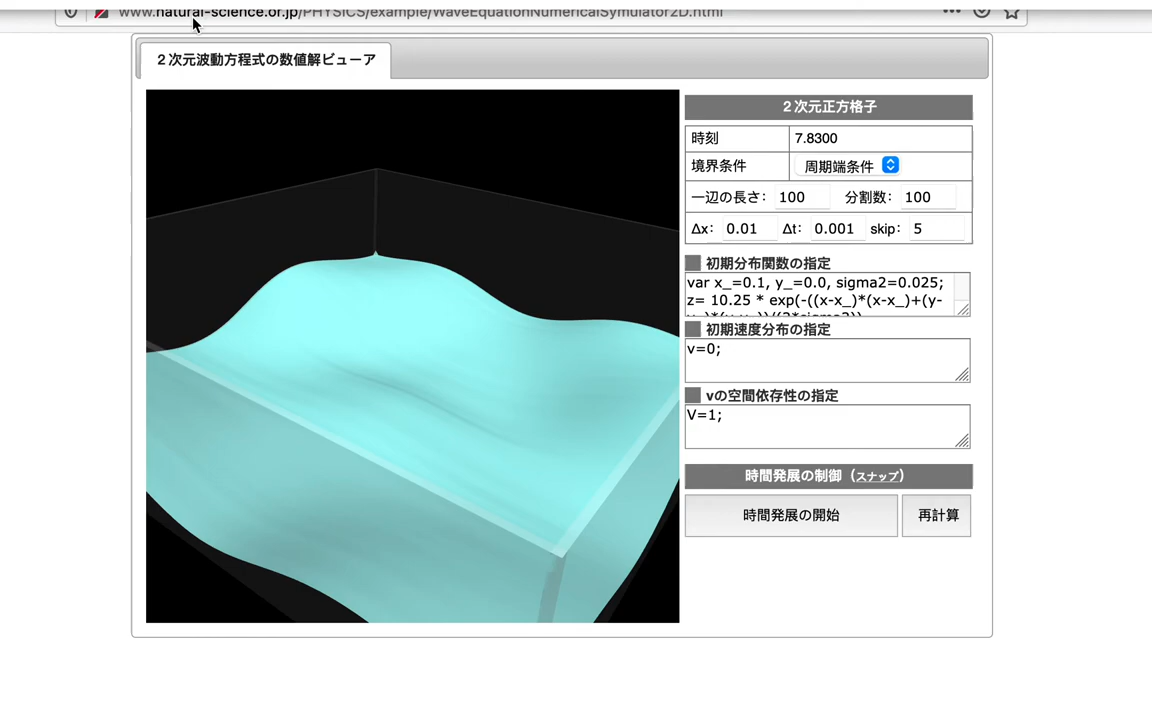 www.natural-science.or.jp/PHYSICS/example/WaveEquationNumericalSymulator2D.html
２次元波動方程式の数値解ビューア
２次元正方格子
時刻 7.8300
境界条件 周期端条件
一辺の長さ: 100 分割数: 100
Δx: 0.01 Δt: 0.001 skip: 5
初期分布関数の指定
var x_=0.1, y_=0.0, sigma2=0.025;
z= 10.25 * exp(-((x-x_)*(x-x_)+(y-
初期速度分布の指定
v=0;
vの空間依存性の指定
V=1;
時間発展の制御（スナップ）
時間発展の開始 再計算